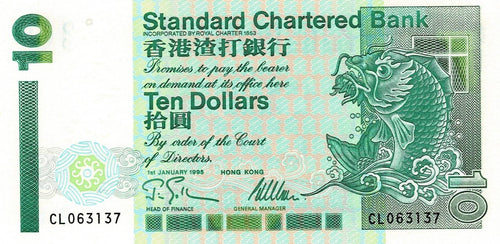 10
Standard Chartered Bank
INCORPORATED BY ROYAL CHARTER 1853
香港渣打銀行
Promises to pay the bearer
on demand at its office here
Ten Dollars
拾圓
By order of the Court
of Directors.
1st JANUARY 1995 HONG KONG
HEAD OF FINANCE GENERAL MANAGER
CL063137 CL063137
10